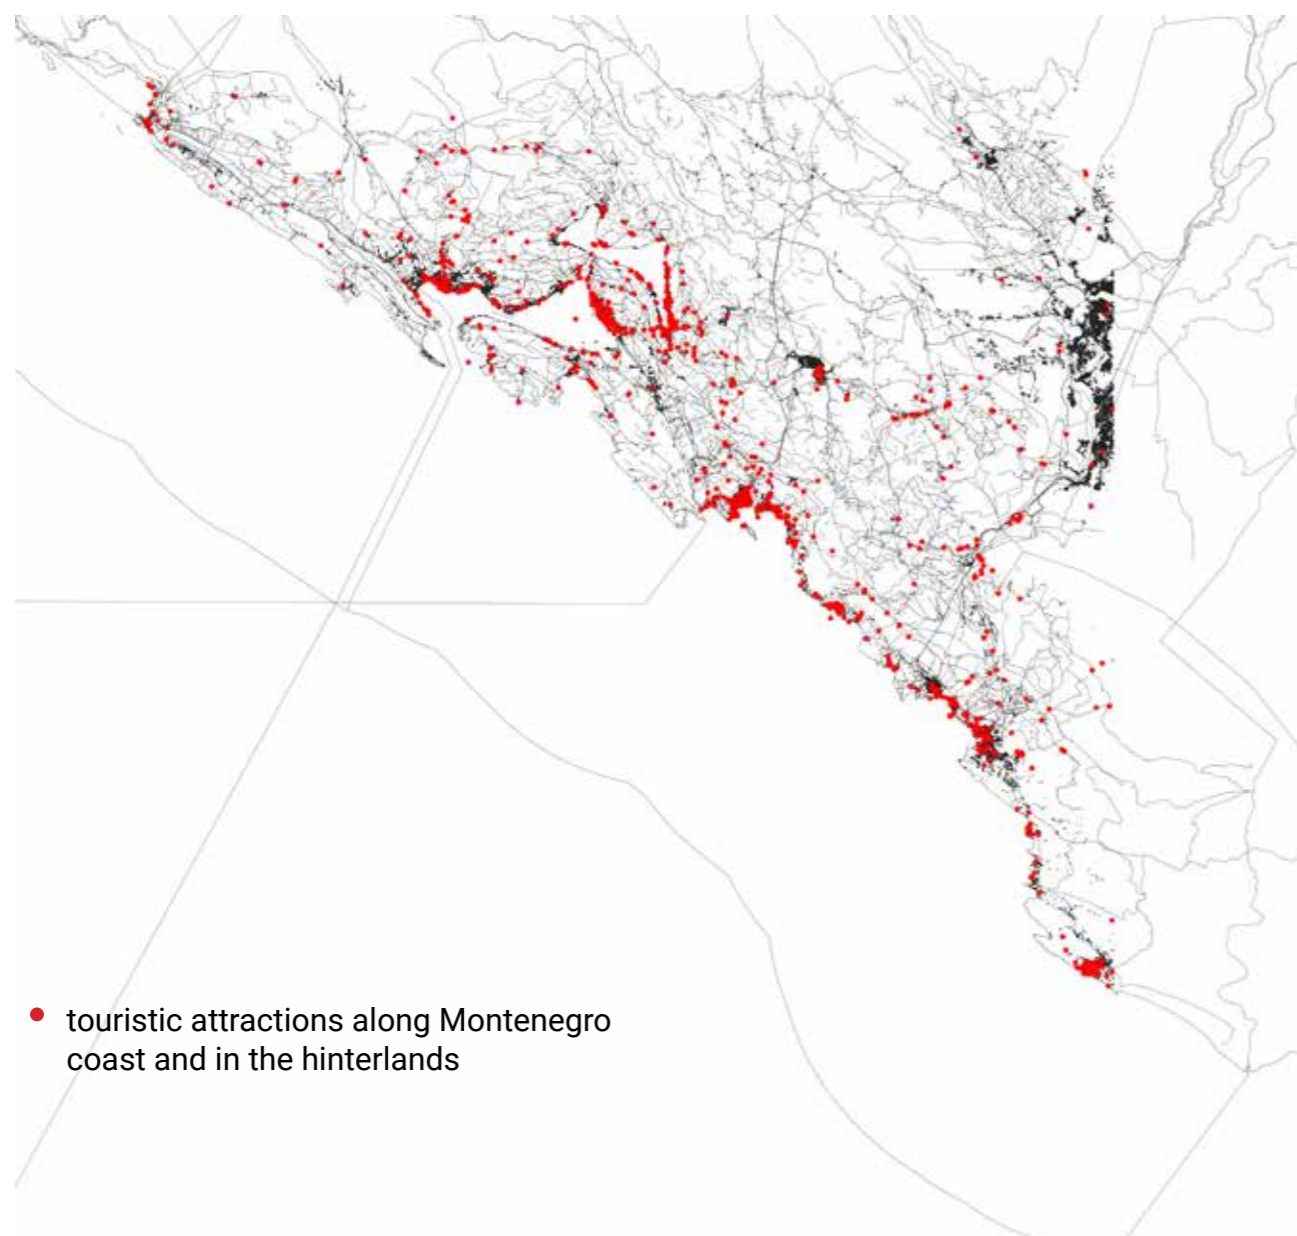 touristic attractions along Montenegro
coast and in the hinterlands